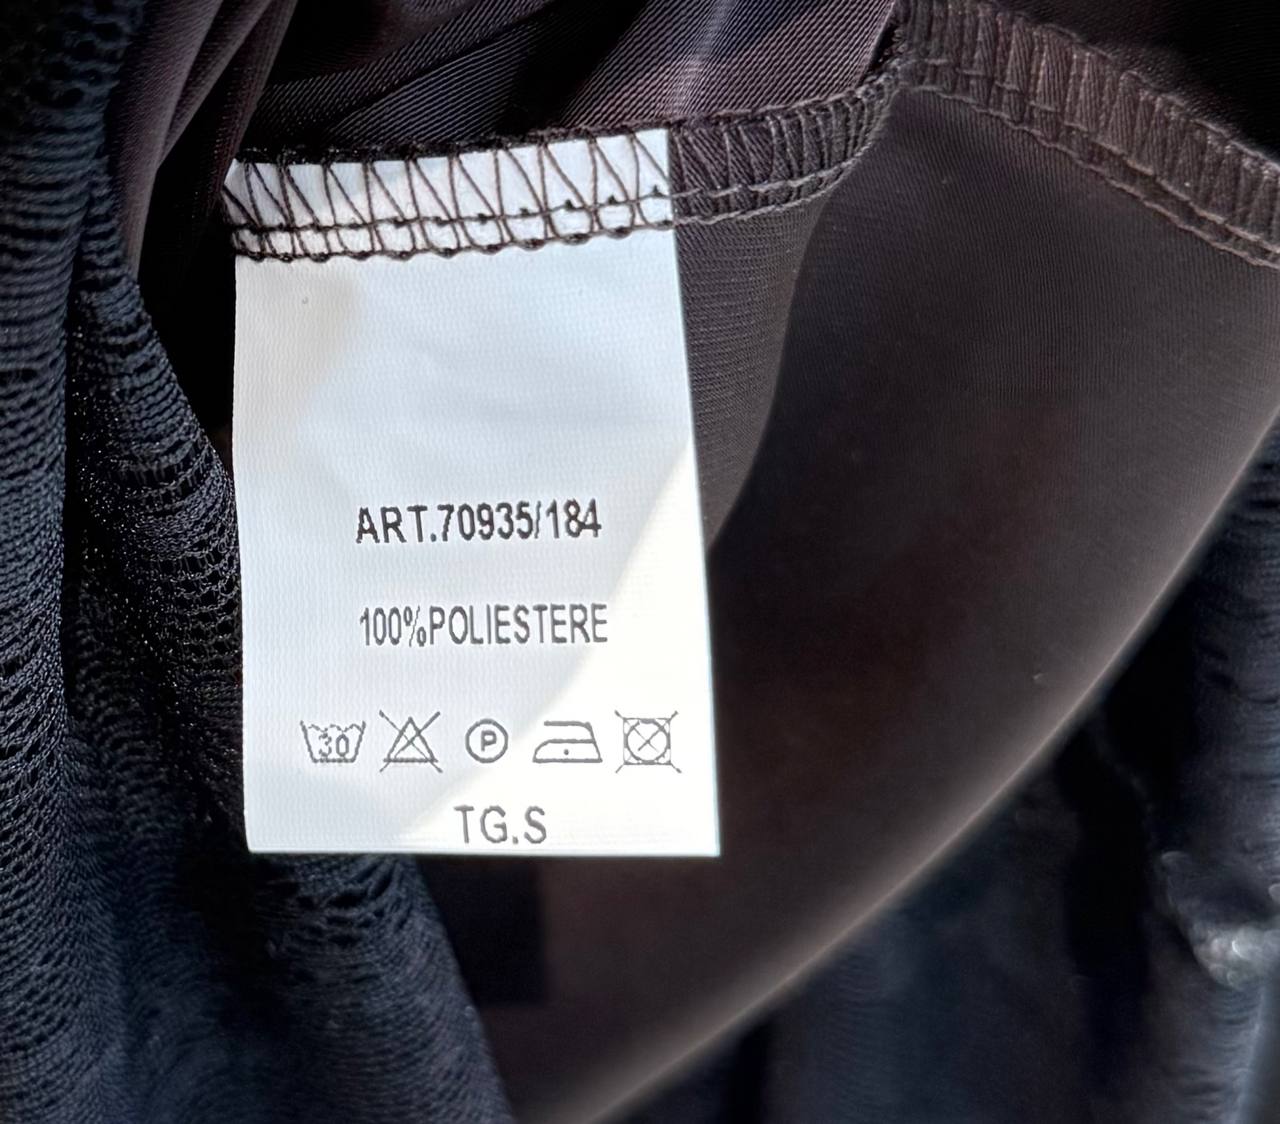 ART.70935/184
100%POLIESTERE
30 P
TG.S